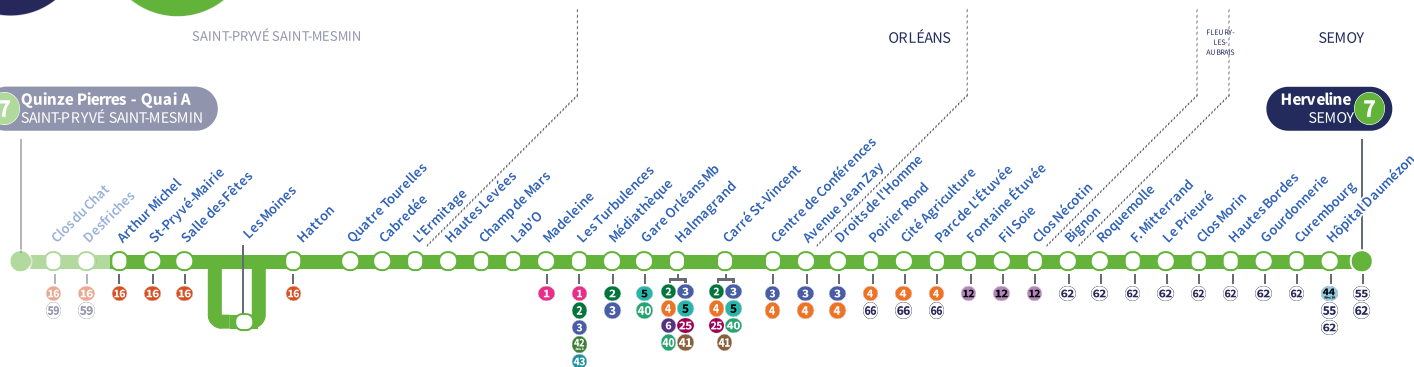 SAINT-PRYVÉ SAINT-MESMIN
ORLÉANS
FLEURY-
LES-
AUBRAIS
SEMOY
7
Quinze Pierres - Quai A
SAINT-PRYVÉ SAINT-MESMIN
Herveline
SEMOY
7
Clos du Chat
Desfriches
Arthur Michel
St-Pryvé-Mairie
Salle des Fêtes
Les Moines
Hatton
Quatre Tourelles
Cabredée
L'Ermitage
Hautes Levées
Champ de Mars
Lab'O
Madeleine
Les Turbulences
Médiathèque
Gare Orléans Mb
Halmagrand
Carré St-Vincent
Centre de Conférences
Avenue Jean Zay
Droits de l'Homme
Poirier Rond
Cité Agriculture
Parc de L'Étuvée
Fontaine Étuvée
Fil Soie
Clos Nécotin
Bignon
Roquemolle
F. Mitterrand
Le Prieuré
Clos Morin
Hautes Bordes
Gourdonnerie
Curembourg
Hôpital Daumézon
16 16 16 16 16 16 1 1 2 5 2 3 2 3 3 3 3 4 4 4 12 12 12 62 62 62 62 62 62 62 62 44 55
59 59 2 3 40 4 5 4 5 4 4 4 66 66 66 55 62
3 6 25 25 40 62
42 40 41 41
43